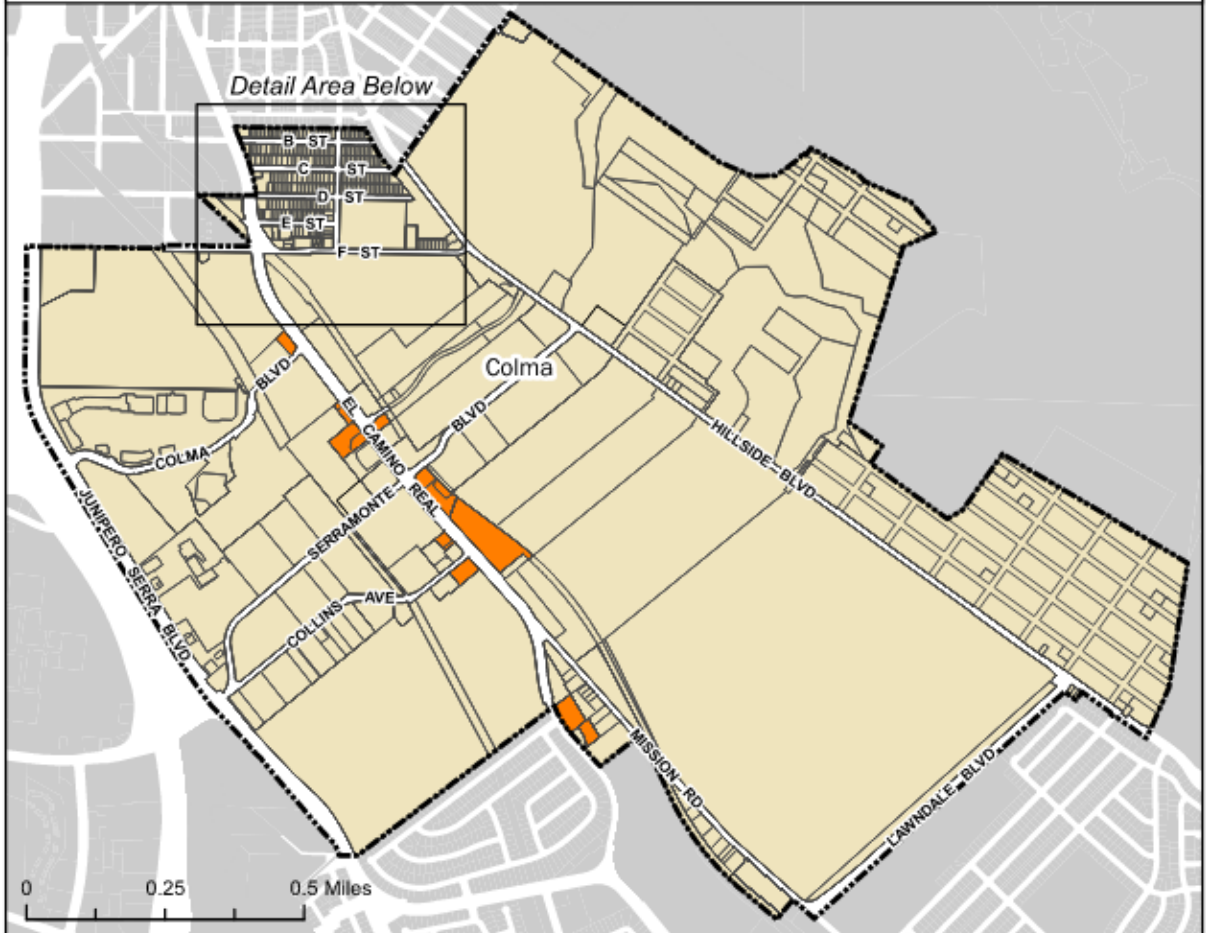 Detail Area Below
B ST
C ST
D ST
E ST
F ST
Colma
BLVD
COLMA
EL CAMINO REAL
BLVD
SERRAMONTE
HILLSIDE BLVD
JUNIPERO SERRA BLVD
COLLINS AVE
MISSION RD
LAWNDALE BLVD
0 0.25 0.5 Miles